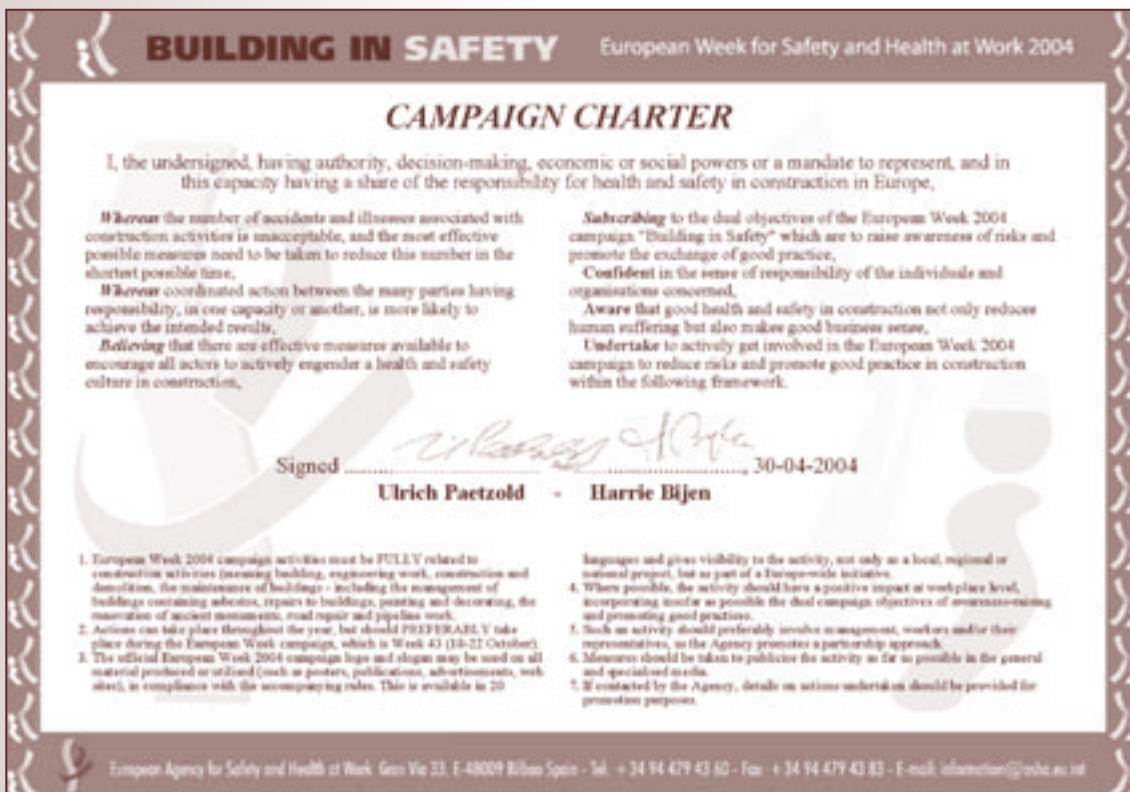 BUILDING IN SAFETY European Week for Safety and Health at Work 2004
CAMPAIGN CHARTER
I, the undersigned, having authority, decision-making, economic or social powers or a mandate to represent, and in
this capacity having a share of the responsibility for health and safety in construction in Europe,
Whereas the number of accidents and illnesses associated with
construction activities is unacceptable, and the most effective
possible measures need to be taken to reduce this number in the
shortest possible time,
Whereas coordinated action between the many parties having
responsibility, in one capacity or another, is more likely to
achieve the intended results,
Believing that there are effective measures available to
encourage all actors to actively engender a health and safety
culture in construction,
Subscribing to the dual objectives of the European Week 2004
campaign "Building in Safety" which are to raise awareness of risks and
promote the exchange of good practice,
Confident in the sense of responsibility of the individuals and
organisations concerned,
Aware that good health and safety in construction not only reduces
human suffering but also makes good business sense,
Undertake to actively get involved in the European Week 2004
campaign to reduce risks and promote good practice in construction
within the following framework.
Signed ........................................ ............................, 30-04-2004
Ulrich Paetzold - Harrie Bijen
1. European Week 2004 campaign activities must be FULLY related to
construction activities (meaning building, engineering work, construction and
demolition, the maintenance of buildings - including the management of
buildings containing asbestos, repairs to buildings, painting and decorating, the
renovation of ancient monuments, road repair and pipeline work.
2. Actions can take place throughout the year, but should PREFERABLY take
place during the European Week campaign, which is Week 43 (18-22 October).
3. The official European Week 2004 campaign logo and slogan may be used on all
material produced or utilized (such as posters, publications, advertisements, web
sites), in compliance with the accompanying rules. This is available in 20
languages and gives visibility to the activity, not only as a local, regional or
national project, but as part of a Europe-wide initiative.
4. Where possible, the activity should have a positive impact at workplace level,
incorporating insofar as possible the dual campaign objectives of awareness-raising
and promoting good practices.
5. Such an activity should preferably involve management, workers and/or their
representatives, as the Agency promotes a partnership approach.
6. Measures should be taken to publicise the activity as far as possible in the general
and specialised media.
7. If contacted by the Agency, details on actions undertaken should be provided for
promotion purposes.
European Agency for Safety and Health at Work Gran Via 33, E-48009 Bilbao Spain - Tel: +34 94 479 43 60 - Fax: +34 94 479 43 83 - E-mail: information@osha.eu.int